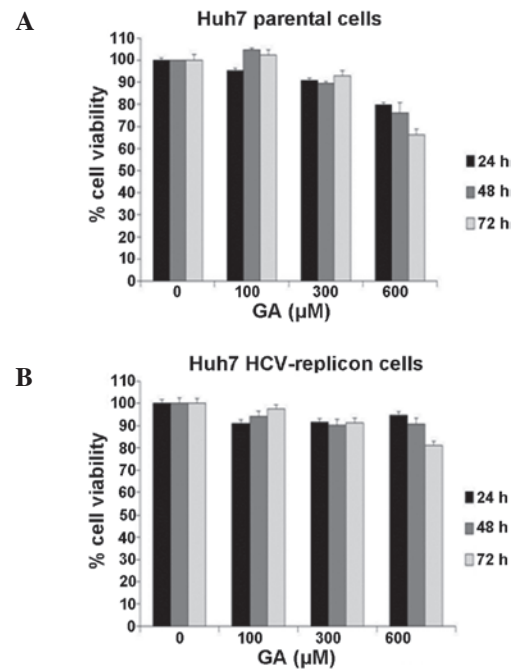 A
Huh7 parental cells
110
100
90
80
70
60
50
40
30
20
10
0
% cell viability
0 100 300 600
GA (µM)
24 h
48 h
72 h
B
Huh7 HCV-replicon cells
110
100
90
80
70
60
50
40
30
20
10
0
% cell viability
0 100 300 600
GA (µM)
24 h
48 h
72 h